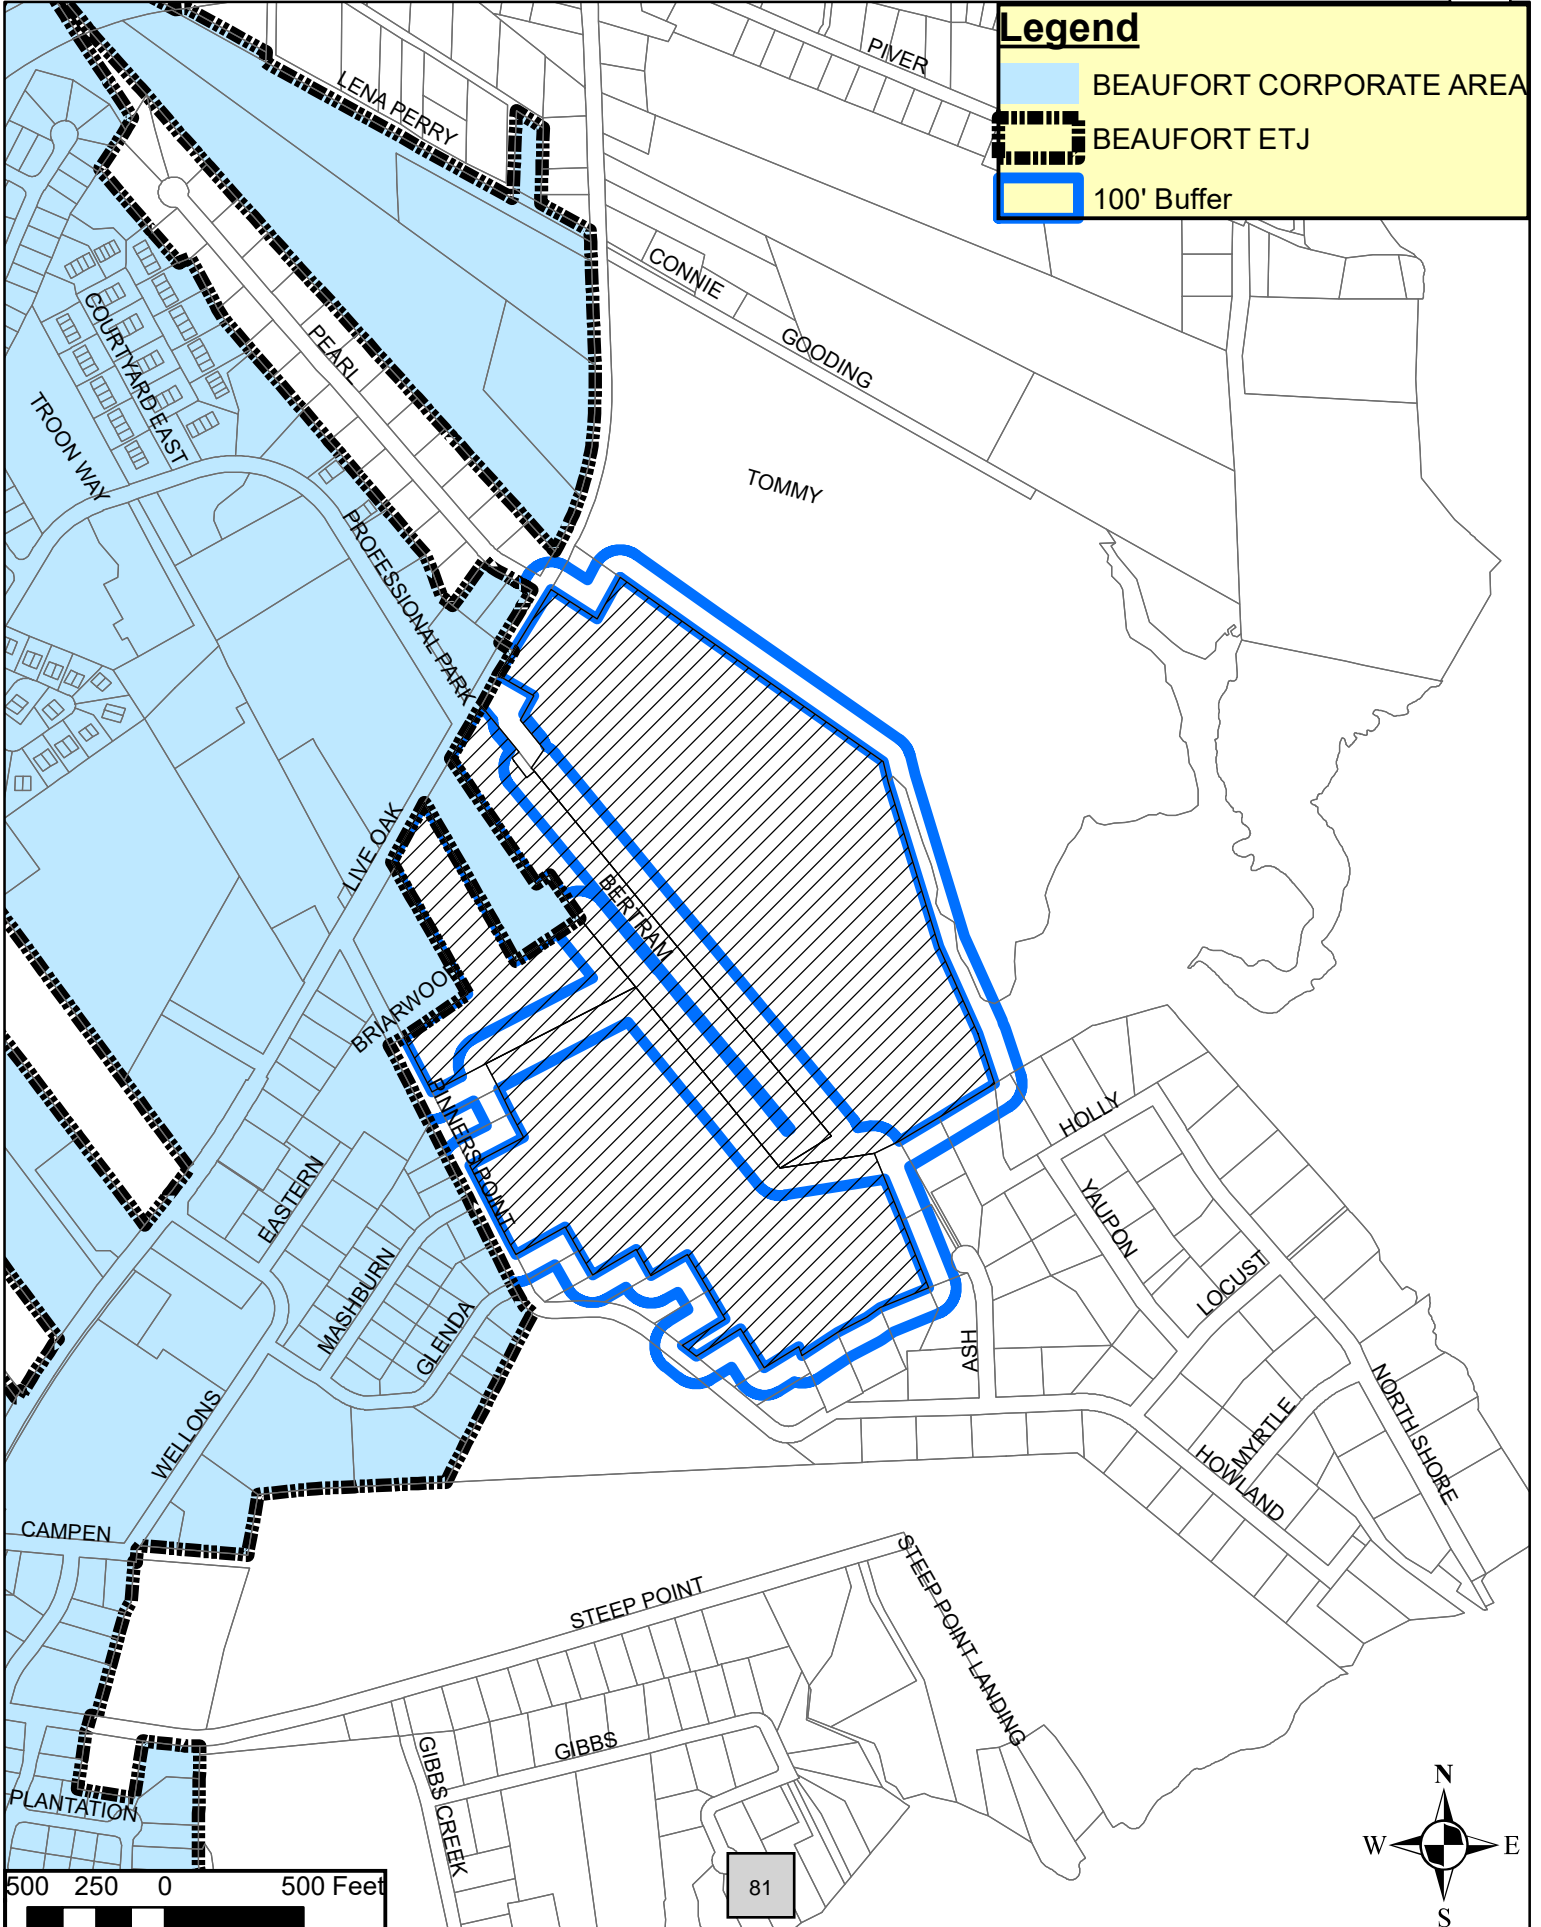 Legend
BEAUFORT CORPORATE AREA
BEAUFORT ETJ
100' Buffer
PIVER
LENA PERRY
CONNIE
GOODING
COURTYARD EAST
PEARL
TROON WAY
TOMMY
PROFESSIONAL PARK
LIVE OAK
BERTRAM
BRIARWOOD
PINNERS POINT
HOLLY
EASTERN
YAUPON
MASHBURN
LOCUST
GLENDA
ASH
NORTH SHORE
WELLONS
MYRTLE
HOWLAND
CAMPEN
STEEP POINT
STEEP POINT LANDING
GIBBS
GIBBS CREEK
PLANTATION
N
W E
S
500 250 0 500 Feet
81